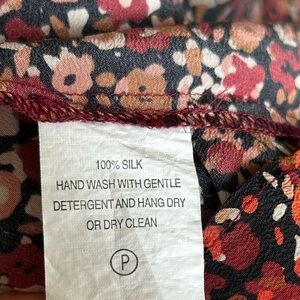 100% SILK
HAND WASH WITH GENTLE
DETERGENT AND HANG DRY
OR DRY CLEAN
P